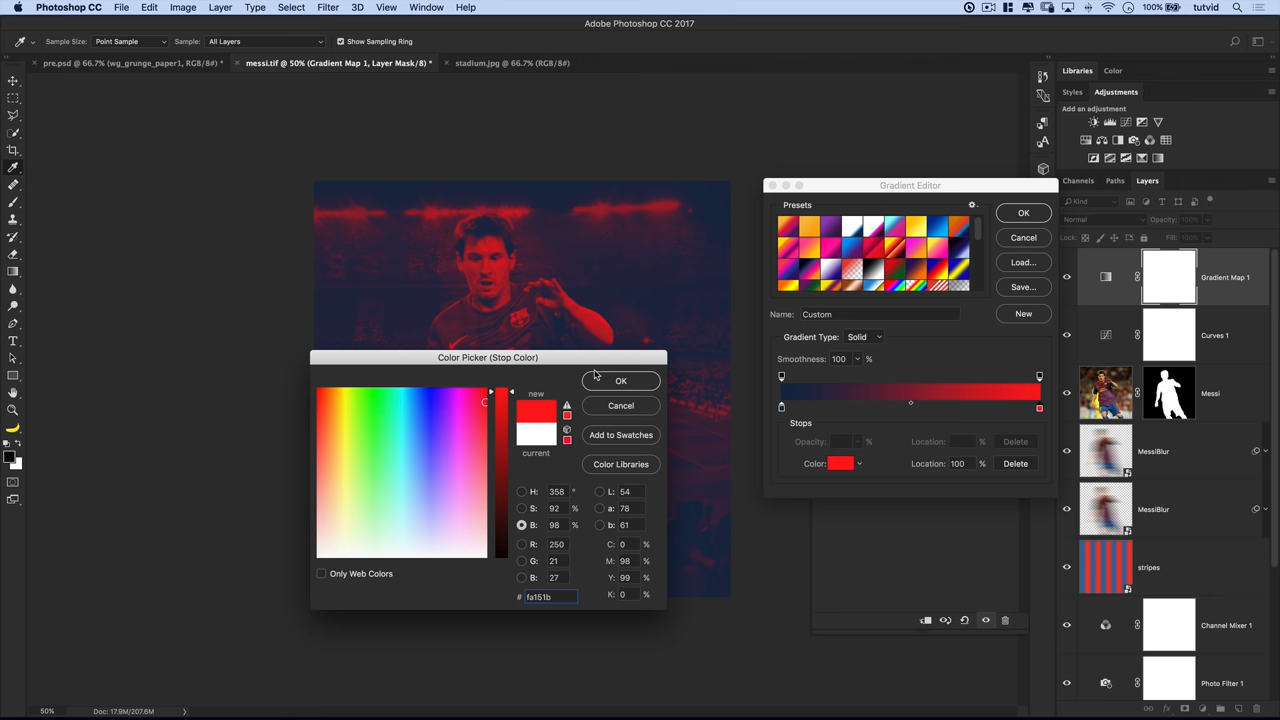 Photoshop CC File Edit Image Layer Type Select Filter 3D View Window Help 100% tutvid
Adobe Photoshop CC 2017
Sample Size: Point Sample Sample: All Layers Show Sampling Ring
pre.psd @ 66.7% (wg_grunge_paper1, RGB/8#) * messi.tif @ 50% (Gradient Map 1, Layer Mask/8) * stadium.jpg @ 66.7% (RGB/8#)
Libraries Color
Styles Adjustments
Add an adjustment
Channels Paths Layers
Kind
Normal Opacity: 100%
Lock: Fill: 100%
Gradient Map 1
Curves 1
Messi
MessiBlur
MessiBlur
stripes
Channel Mixer 1
Photo Filter 1
Gradient Editor
Presets
OK
Cancel
Load...
Save...
Name: Custom New
Gradient Type: Solid
Smoothness: 100 %
Stops
Opacity: % Location: % Delete
Color: Location: 100 % Delete
Color Picker (Stop Color)
new
current
OK
Cancel
Add to Swatches
Color Libraries
H: 358 ° L: 54
S: 92 % a: 78
B: 98 % b: 61
R: 250 C: 0 %
G: 21 M: 98 %
B: 27 Y: 99 %
# fa151b K: 0 %
Only Web Colors
50% Doc: 17.9M/207.6M